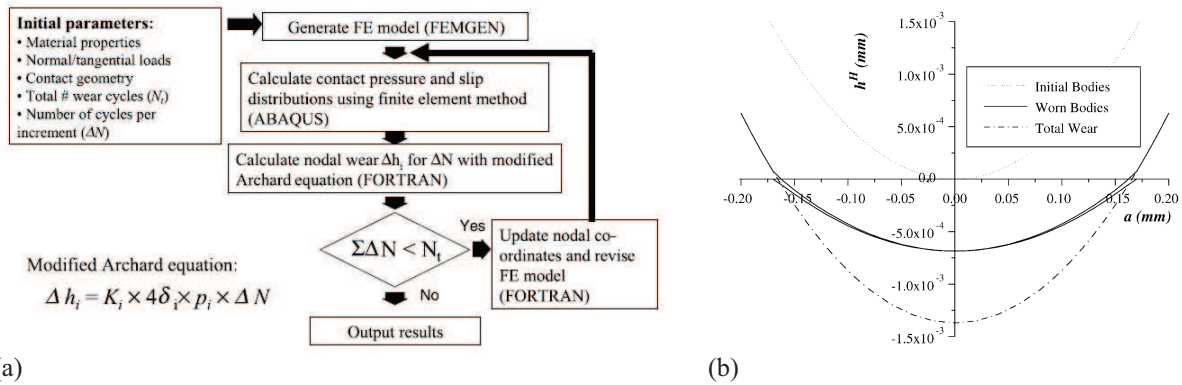 Initial parameters:
• Material properties
• Normal/tangential loads
• Contact geometry
• Total # wear cycles (Nₜ)
• Number of cycles per
increment (ΔN)
Generate FE model (FEMGEN)
Calculate contact pressure and slip
distributions using finite element method
(ABAQUS)
Calculate nodal wear Δhᵢ for ΔN with modified
Archard equation (FORTRAN)
ΣΔN < Nₜ
Yes
No
Update nodal co-
ordinates and revise
FE model
(FORTRAN)
Output results
Modified Archard equation:
Δhᵢ = Kᵢ × 4δᵢ × pᵢ × ΔN
(a)
hᴴ (mm)
1.5x10⁻³
1.0x10⁻³
5.0x10⁻⁴
0.0
-5.0x10⁻⁴
-1.0x10⁻³
-1.5x10⁻³
Initial Bodies
Worn Bodies
Total Wear
-0.20 -0.15 -0.10 -0.05 0.00 0.05 0.10 0.15 0.20
a (mm)
(b)